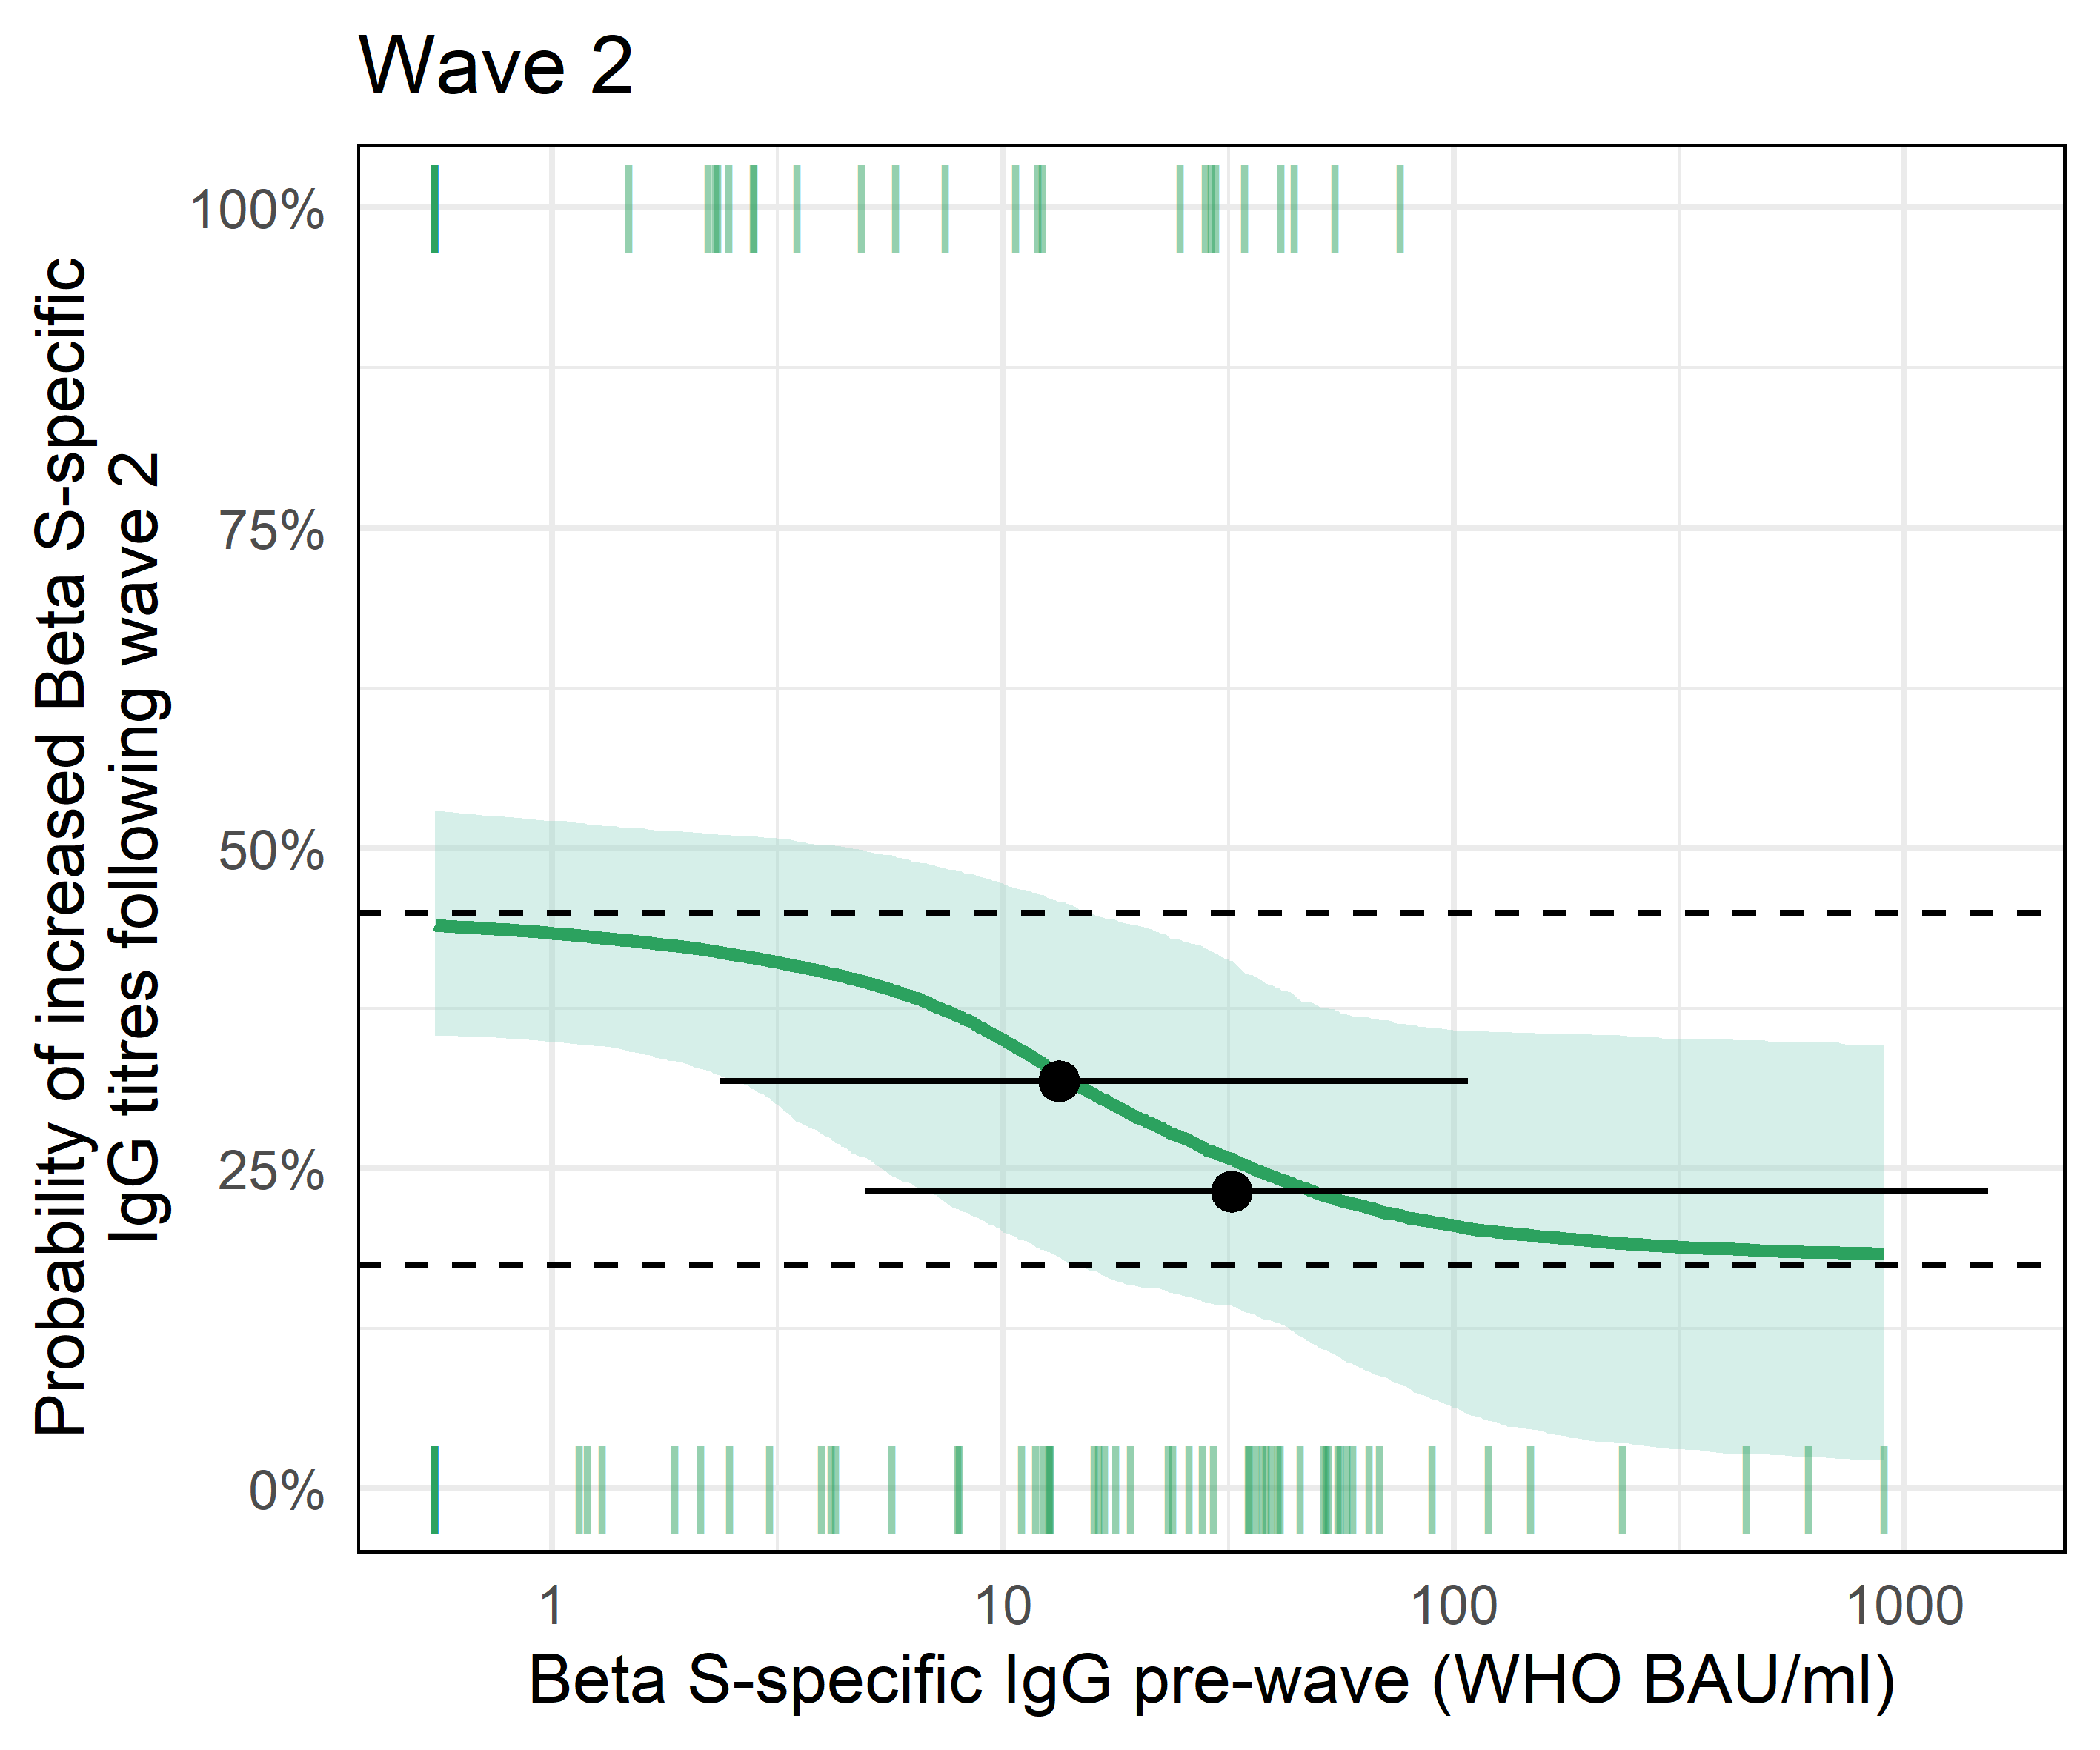 Wave 2
Probability of increased Beta S-specific
IgG titres following wave 2
100%
75%
50%
25%
0%
1
10
100
1000
Beta S-specific IgG pre-wave (WHO BAU/ml)